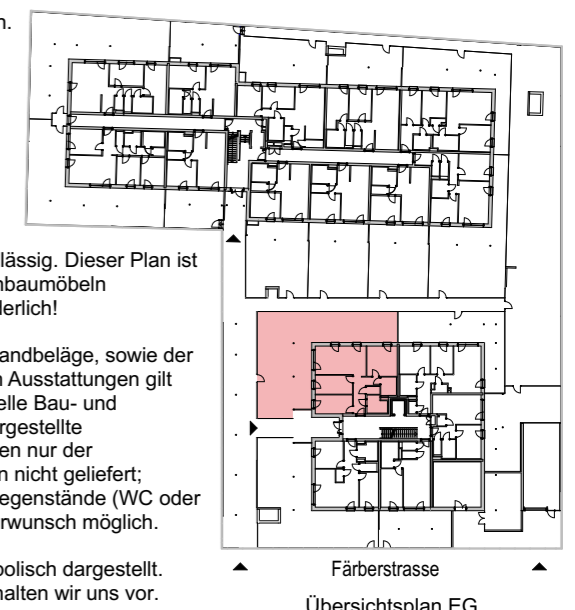 n.
lässig. Dieser Plan ist
nbaumöbeln
derlich!
andbeläge, sowie der
n Ausstattungen gilt
elle Bau- und
rgestellte
en nur der
n nicht geliefert;
egenstände (WC oder
erwunsch möglich.
bolisch dargestellt.
halten wir uns vor.
Färberstrasse
Übersichtsplan EG